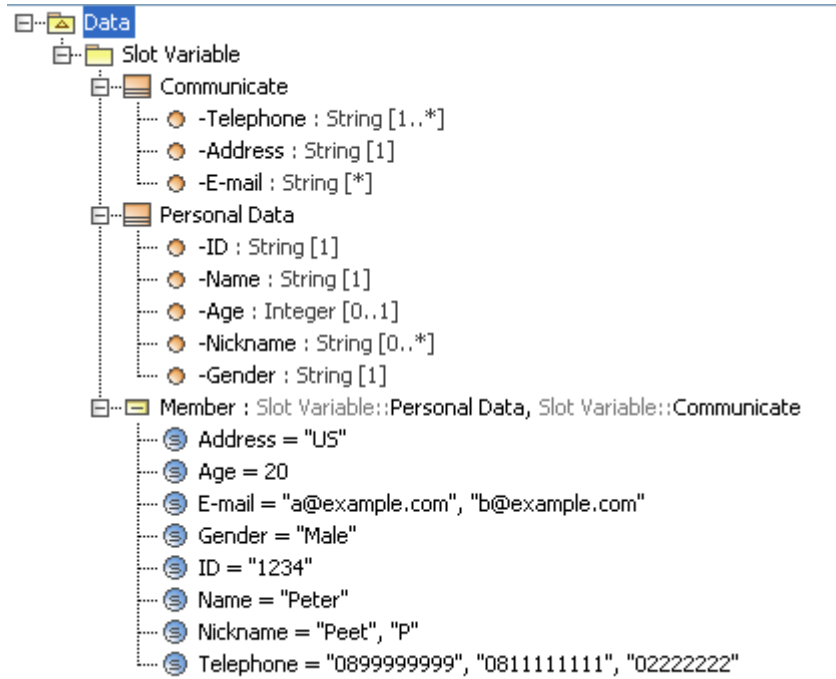 Data
Slot Variable
Communicate
-Telephone : String [1..*]
-Address : String [1]
-E-mail : String [*]
Personal Data
-ID : String [1]
-Name : String [1]
-Age : Integer [0..1]
-Nickname : String [0..*]
-Gender : String [1]
Member : Slot Variable::Personal Data, Slot Variable::Communicate
Address = "US"
Age = 20
E-mail = "a@example.com", "b@example.com"
Gender = "Male"
ID = "1234"
Name = "Peter"
Nickname = "Peet", "P"
Telephone = "0899999999", "0811111111", "02222222"